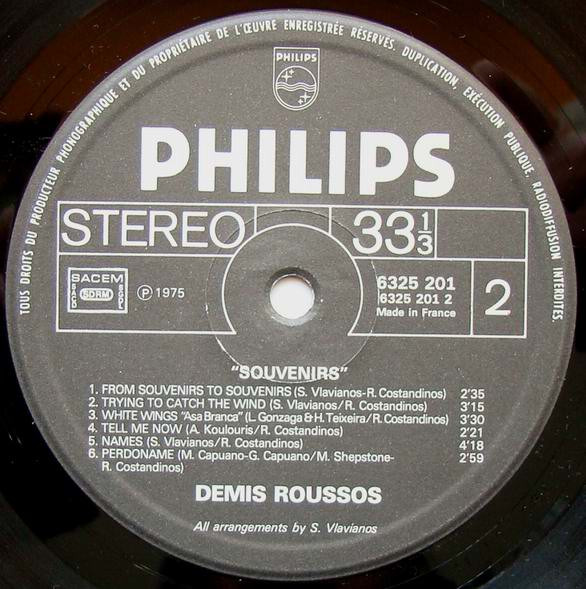 TOUS DROITS DU PRODUCTEUR PHONOGRAPHIQUE ET DU PROPRIÉTAIRE DE L'ŒUVRE ENREGISTRÉE RÉSERVÉS. DUPLICATION, EXÉCUTION PUBLIQUE, RADIODIFFUSION INTERDITES.
PHILIPS
PHILIPS
STEREO
33 1/3
SACEM
SACD
SDRM
SGDL
℗ 1975
6325 201
6325 201 2
Made in France
2
"SOUVENIRS"
1. FROM SOUVENIRS TO SOUVENIRS (S. Vlavianos-R. Costandinos) 2'35
2. TRYING TO CATCH THE WIND (S. Vlavianos/R. Costandinos) 3'15
3. WHITE WINGS "Asa Branca" (L. Gonzaga & H. Teixeira/R. Costandinos) 3'30
4. TELL ME NOW (A. Koulouris/R. Costandinos) 2'21
5. NAMES (S. Vlavianos/R. Costandinos) 4'18
6. PERDONAME (M. Capuano-G. Capuano/M. Shepstone- 2'59
R. Costandinos)
DEMIS ROUSSOS
All arrangements by S. Vlavianos